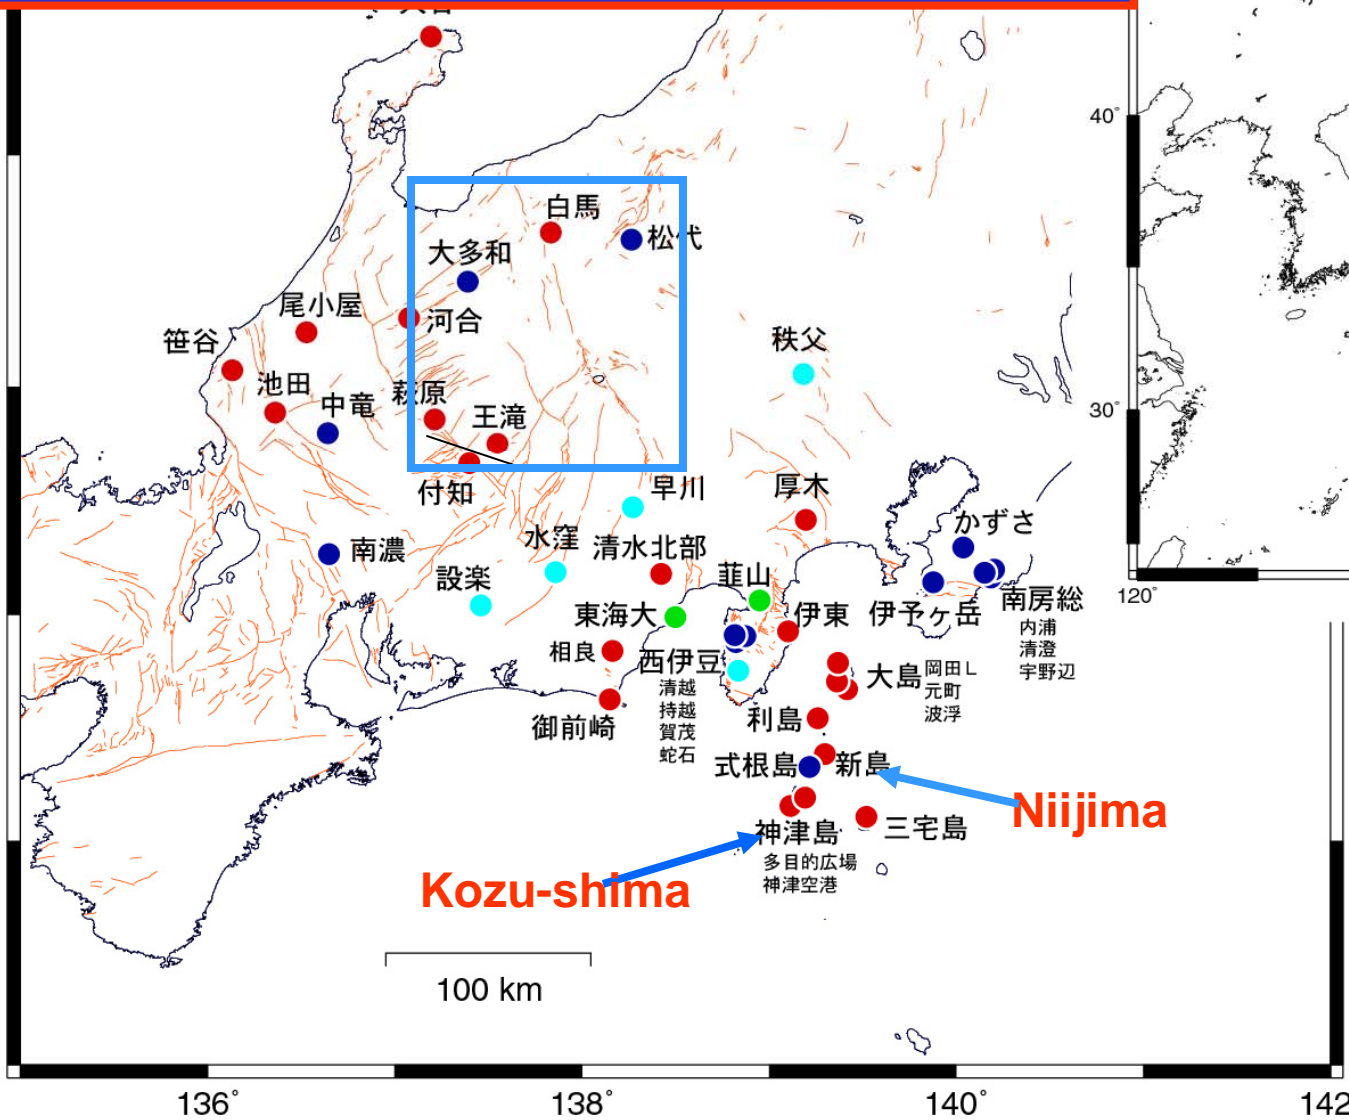 白馬
松代
大多和
40°
尾小屋
河合
笹谷
秩父
池田
中竜
萩原
王滝
30°
付知
早川
厚木
かずさ
水窪
清水北部
南濃
設楽
韮山
120°
東海大
伊東
伊予ヶ岳
南房総
内浦
清澄
宇野辺
相良
西伊豆
清越
持越
賀茂
蛇石
大島
岡田L
元町
波浮
御前崎
利島
式根島
新島
Niijima
神津島
多目的広場
神津空港
三宅島
Kozu-shima
100 km
136°
138°
140°
142